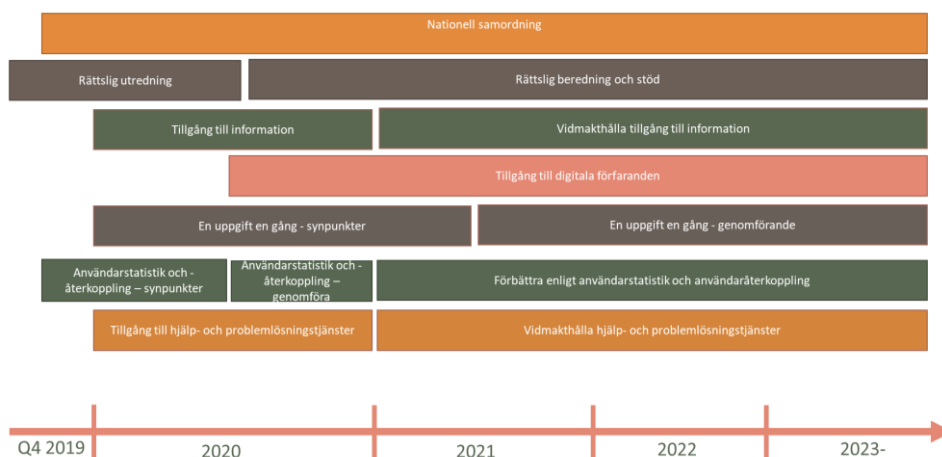 Nationell samordning
Rättslig utredning
Rättslig beredning och stöd
Tillgång till information
Vidmakthålla tillgång till information
Tillgång till digitala förfaranden
En uppgift en gång - synpunkter
En uppgift en gång - genomförande
Användarstatistik och -
återkoppling – synpunkter
Användarstatistik och -
återkoppling –
genomföra
Förbättra enligt användarstatistik och användaråterkoppling
Tillgång till hjälp- och problemlösningstjänster
Vidmakthålla hjälp- och problemlösningstjänster
Q4 2019
2020
2021
2022
2023-